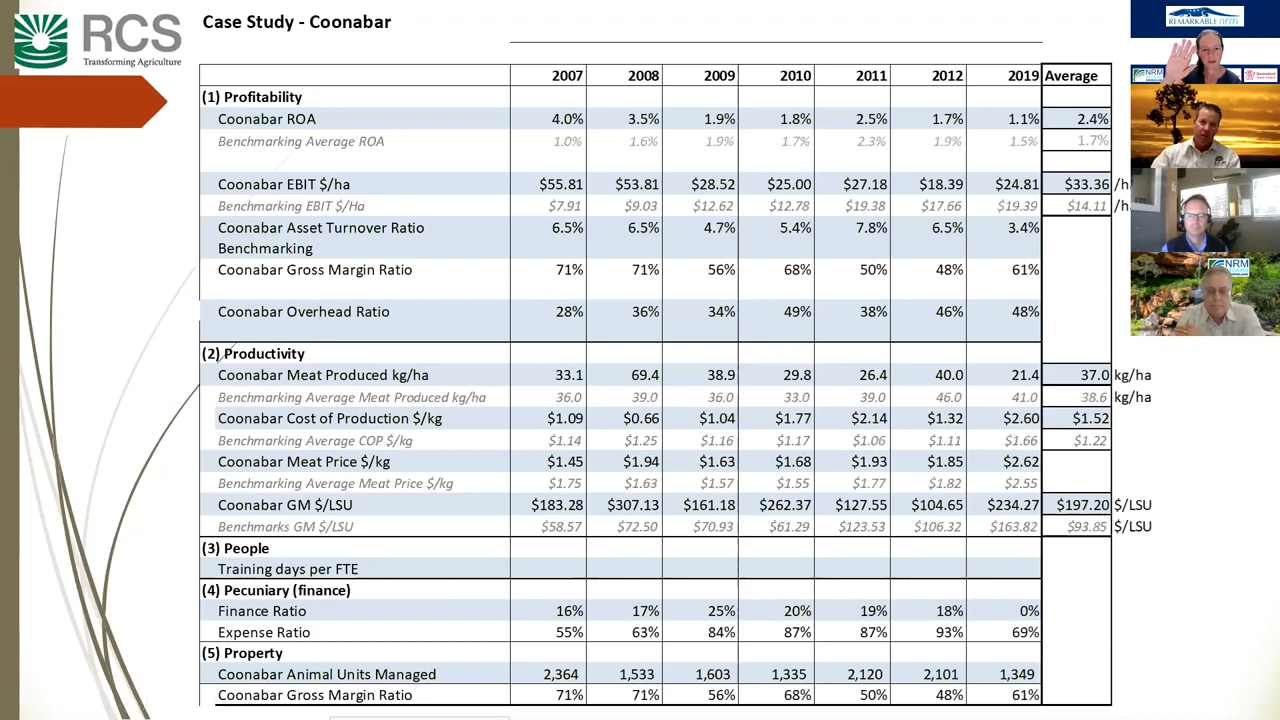 RCS
Transforming Agriculture
Case Study - Coonabar
2007 2008 2009 2010 2011 2012 2019 Average
(1) Profitability
Coonabar ROA 4.0% 3.5% 1.9% 1.8% 2.5% 1.7% 1.1% 2.4%
Benchmarking Average ROA 1.0% 1.6% 1.9% 1.7% 2.3% 1.9% 1.5% 1.7%
Coonabar EBIT $/ha $55.81 $53.81 $28.52 $25.00 $27.18 $18.39 $24.81 $33.36 /ha
Benchmarking EBIT $/Ha $7.91 $9.03 $12.62 $12.78 $19.38 $17.66 $19.39 $14.11 /ha
Coonabar Asset Turnover Ratio 6.5% 6.5% 4.7% 5.4% 7.8% 6.5% 3.4%
Benchmarking
Coonabar Gross Margin Ratio 71% 71% 56% 68% 50% 48% 61%
Coonabar Overhead Ratio 28% 36% 34% 49% 38% 46% 48%
(2) Productivity
Coonabar Meat Produced kg/ha 33.1 69.4 38.9 29.8 26.4 40.0 21.4 37.0 kg/ha
Benchmarking Average Meat Produced kg/ha 36.0 39.0 36.0 33.0 39.0 46.0 41.0 38.6 kg/ha
Coonabar Cost of Production $/kg $1.09 $0.66 $1.04 $1.77 $2.14 $1.32 $2.60 $1.52
Benchmarking Average COP $/kg $1.14 $1.25 $1.16 $1.17 $1.06 $1.11 $1.66 $1.22
Coonabar Meat Price $/kg $1.45 $1.94 $1.63 $1.68 $1.93 $1.85 $2.62
Benchmarking Average Meat Price $/kg $1.75 $1.63 $1.57 $1.55 $1.77 $1.82 $2.55
Coonabar GM $/LSU $183.28 $307.13 $161.18 $262.37 $127.55 $104.65 $234.27 $197.20 $/LSU
Benchmarks GM $/LSU $58.57 $72.50 $70.93 $61.29 $123.53 $106.32 $163.82 $93.85 $/LSU
(3) People
Training days per FTE
(4) Pecuniary (finance)
Finance Ratio 16% 17% 25% 20% 19% 18% 0%
Expense Ratio 55% 63% 84% 87% 87% 93% 69%
(5) Property
Coonabar Animal Units Managed 2,364 1,533 1,603 1,335 2,120 2,101 1,349
Coonabar Gross Margin Ratio 71% 71% 56% 68% 50% 48% 61%
REMARKABLE nrm
NRM
NRM